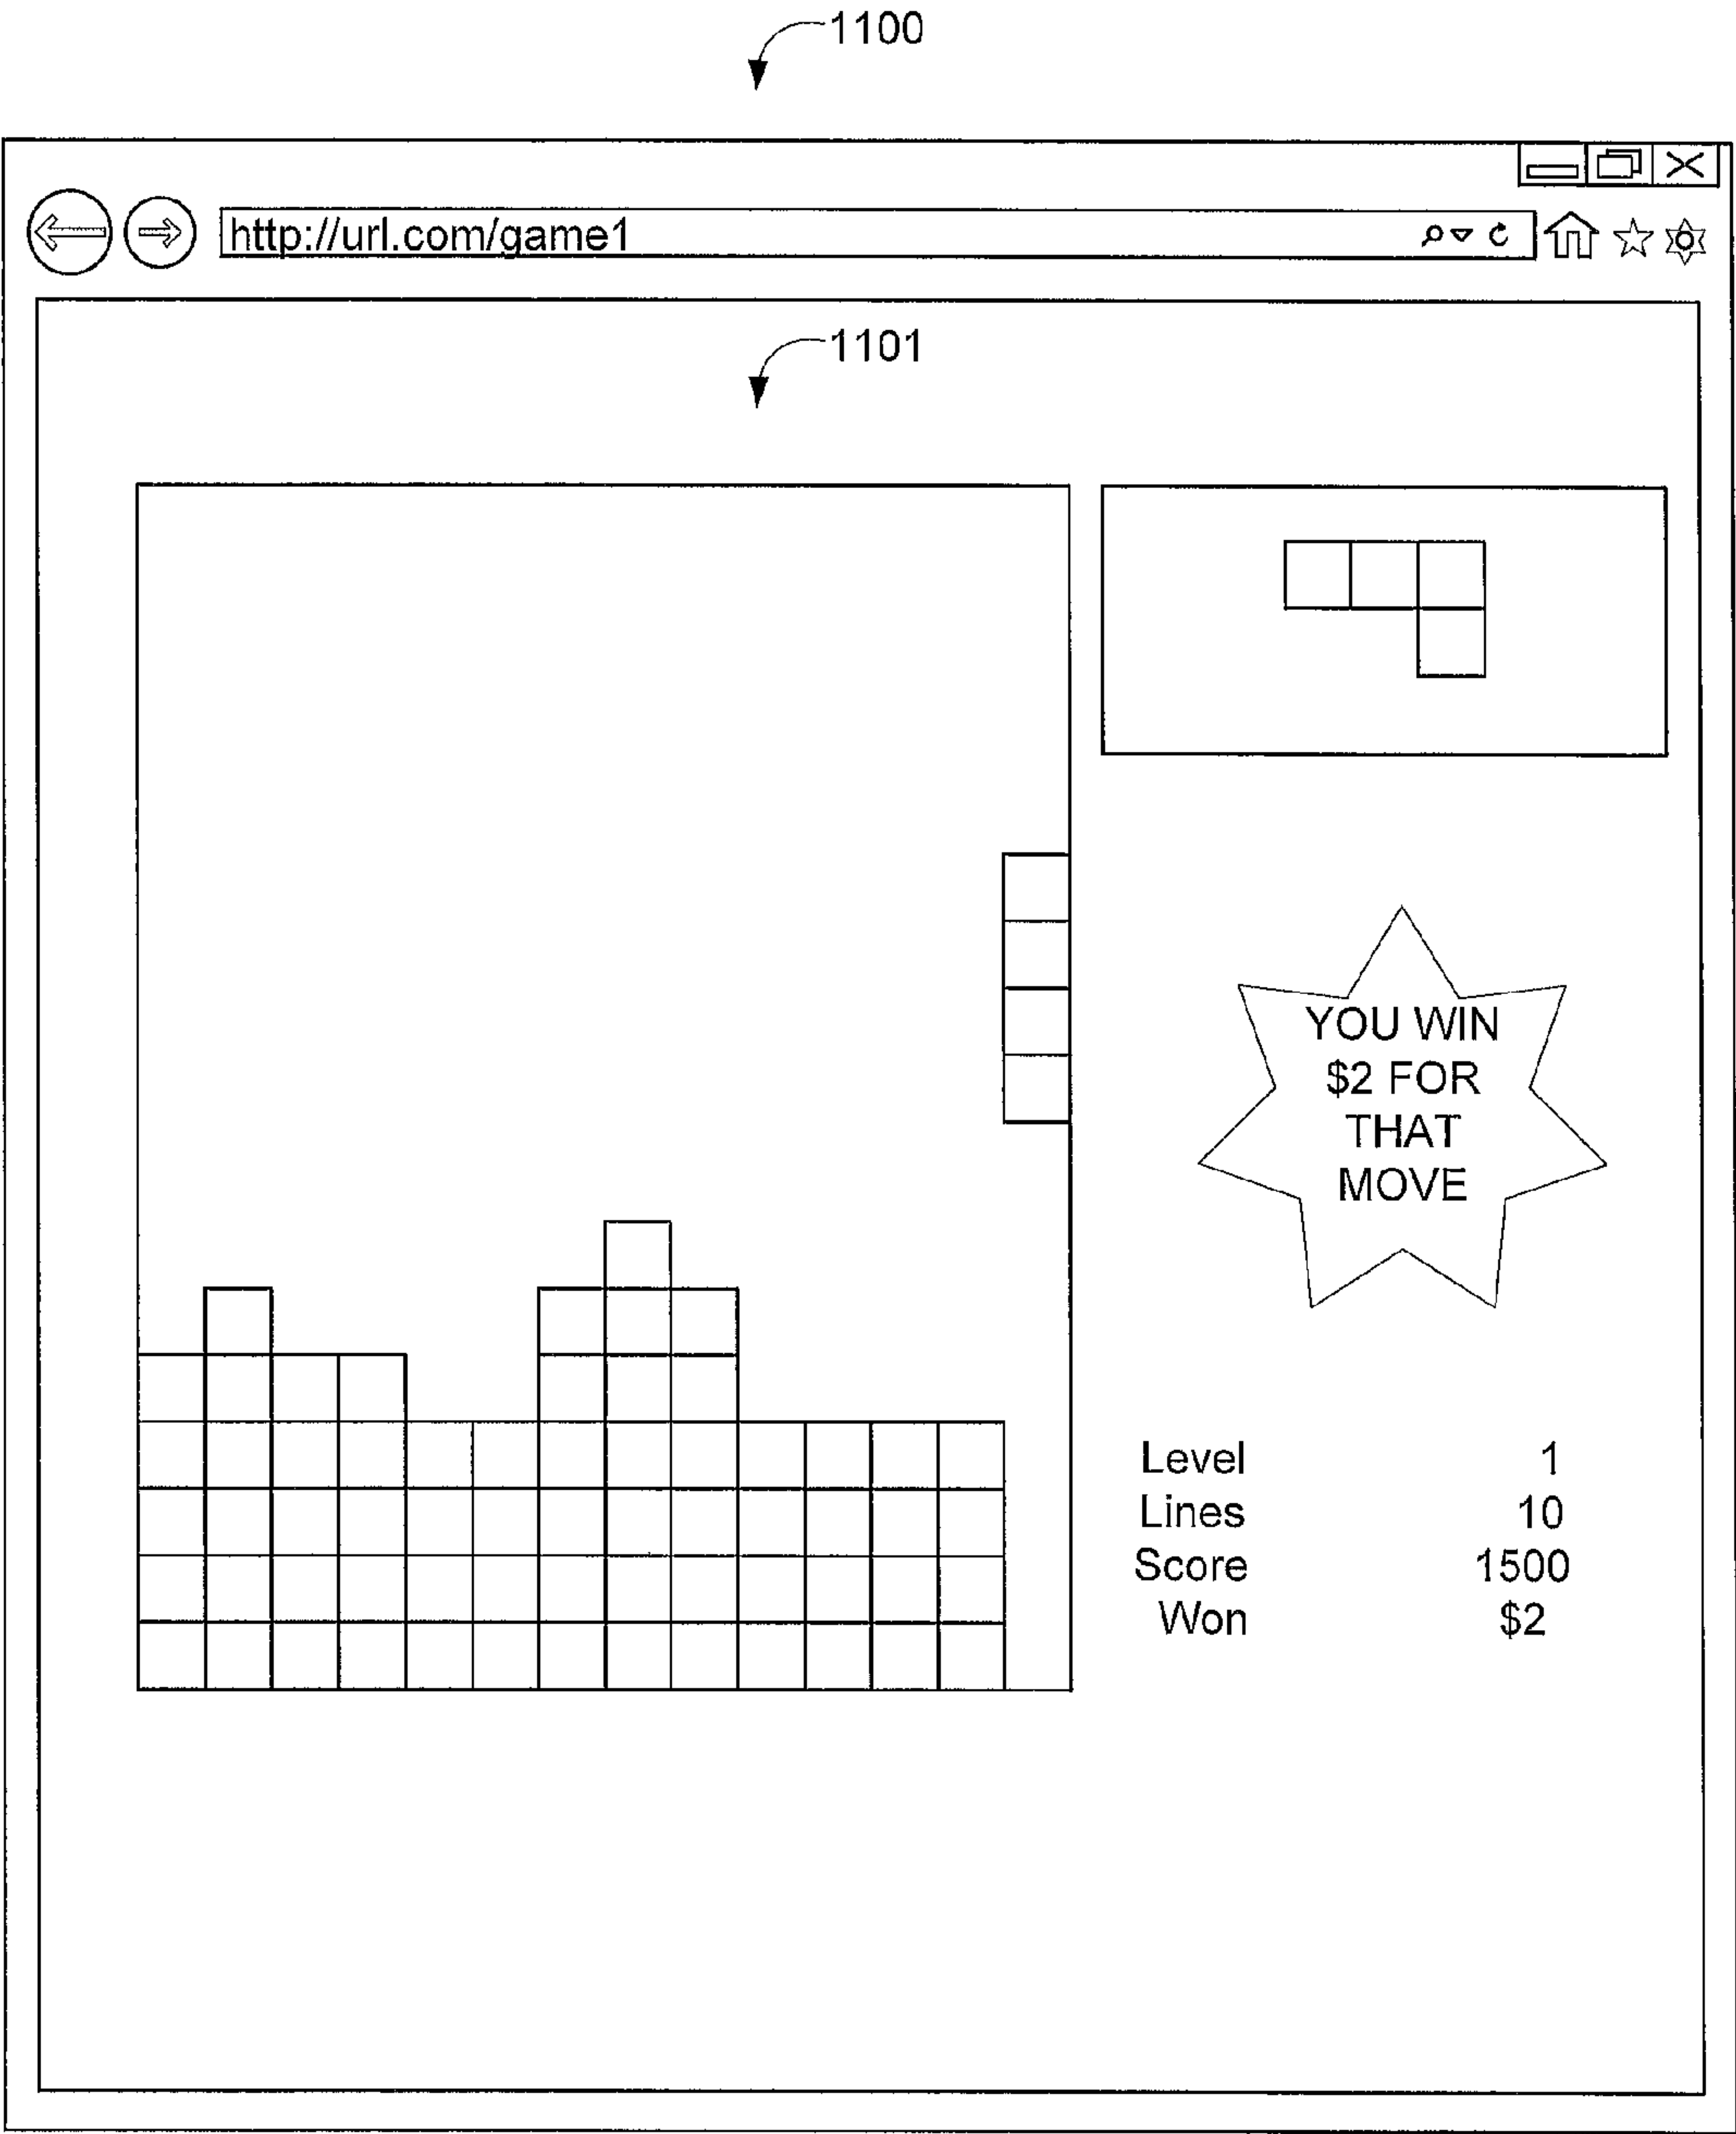 1100
http://url.com/game1
1101
YOU WIN
$2 FOR
THAT
MOVE
Level 1
Lines 10
Score 1500
Won $2